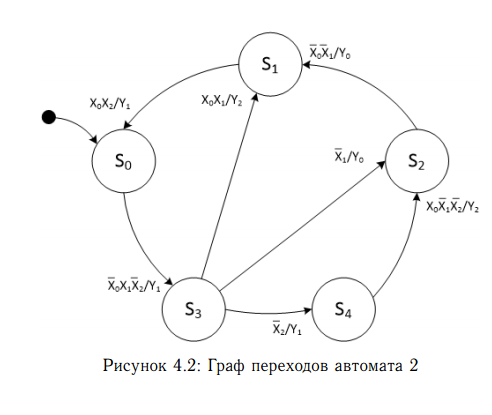 S₁
X̅₀X̅₁/Y₀
X₀X₂/Y₁
X₀X₁/Y₂
S₀
X̅₁/Y₀
S₂
X₀X̅₁X̅₂/Y₂
X̅₀X₁X̅₂/Y₁
S₃
X̅₂/Y₁
S₄
Рисунок 4.2: Граф переходов автомата 2